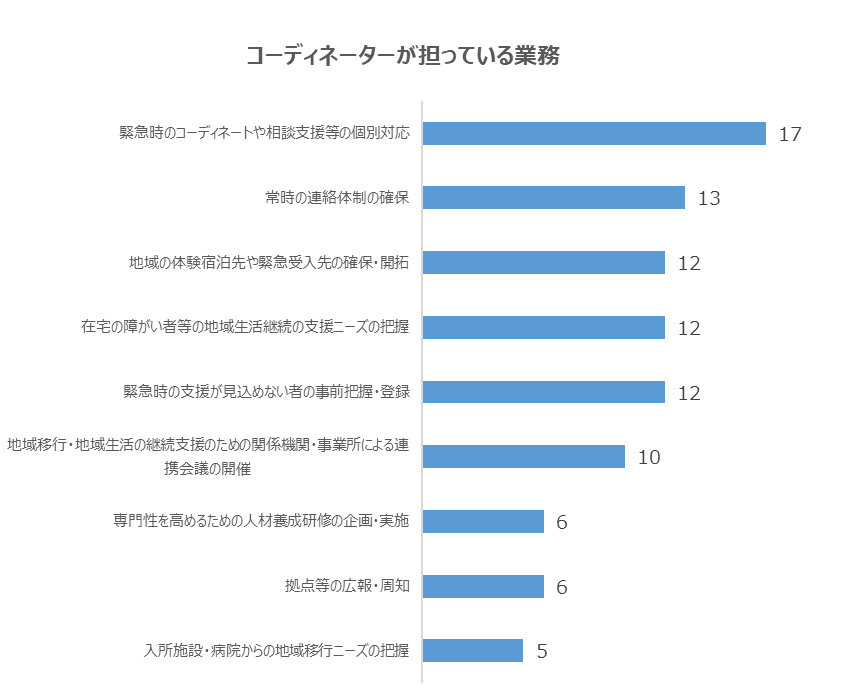 コーディネーターが担っている業務
緊急時のコーディネートや相談支援等の個別対応
17
常時の連絡体制の確保
13
地域の体験宿泊先や緊急受入先の確保・開拓
12
在宅の障がい者等の地域生活継続の支援ニーズの把握
12
緊急時の支援が見込めない者の事前把握・登録
12
地域移行・地域生活の継続支援のための関係機関・事業所による連
携会議の開催
10
専門性を高めるための人材養成研修の企画・実施
6
拠点等の広報・周知
6
入所施設・病院からの地域移行ニーズの把握
5